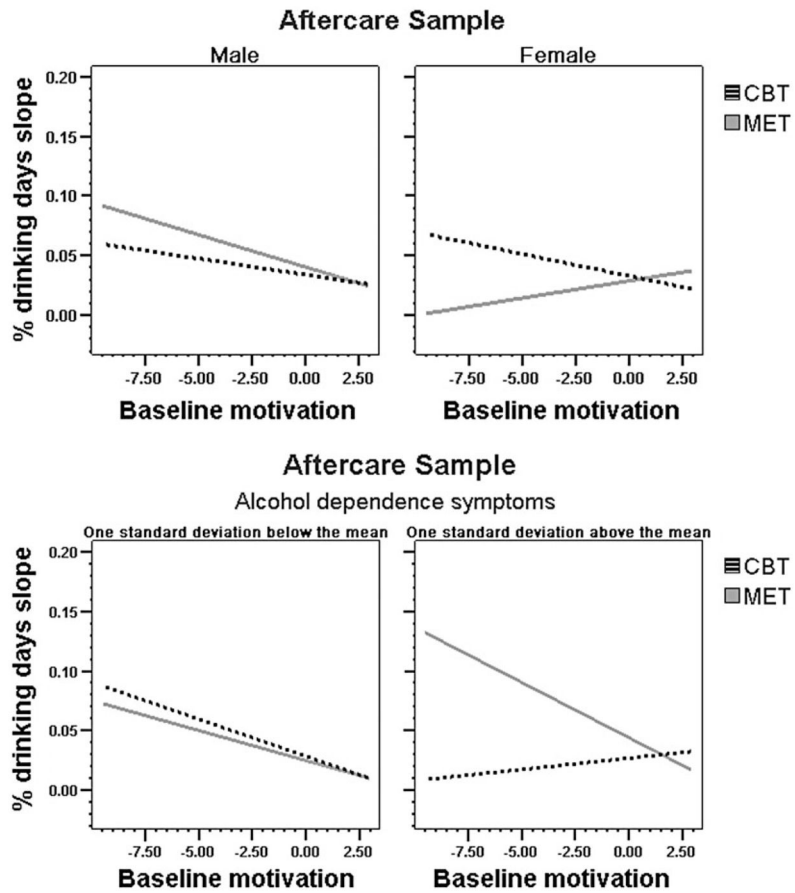 Aftercare Sample
Male Female
% drinking days slope
0.20
0.15
0.10
0.05
0.00
CBT
MET
-7.50 -5.00 -2.50 0.00 2.50 -7.50 -5.00 -2.50 0.00 2.50
Baseline motivation Baseline motivation
Aftercare Sample
Alcohol dependence symptoms
One standard deviation below the mean One standard deviation above the mean
% drinking days slope
0.20
0.15
0.10
0.05
0.00
CBT
MET
-7.50 -5.00 -2.50 0.00 2.50 -7.50 -5.00 -2.50 0.00 2.50
Baseline motivation Baseline motivation